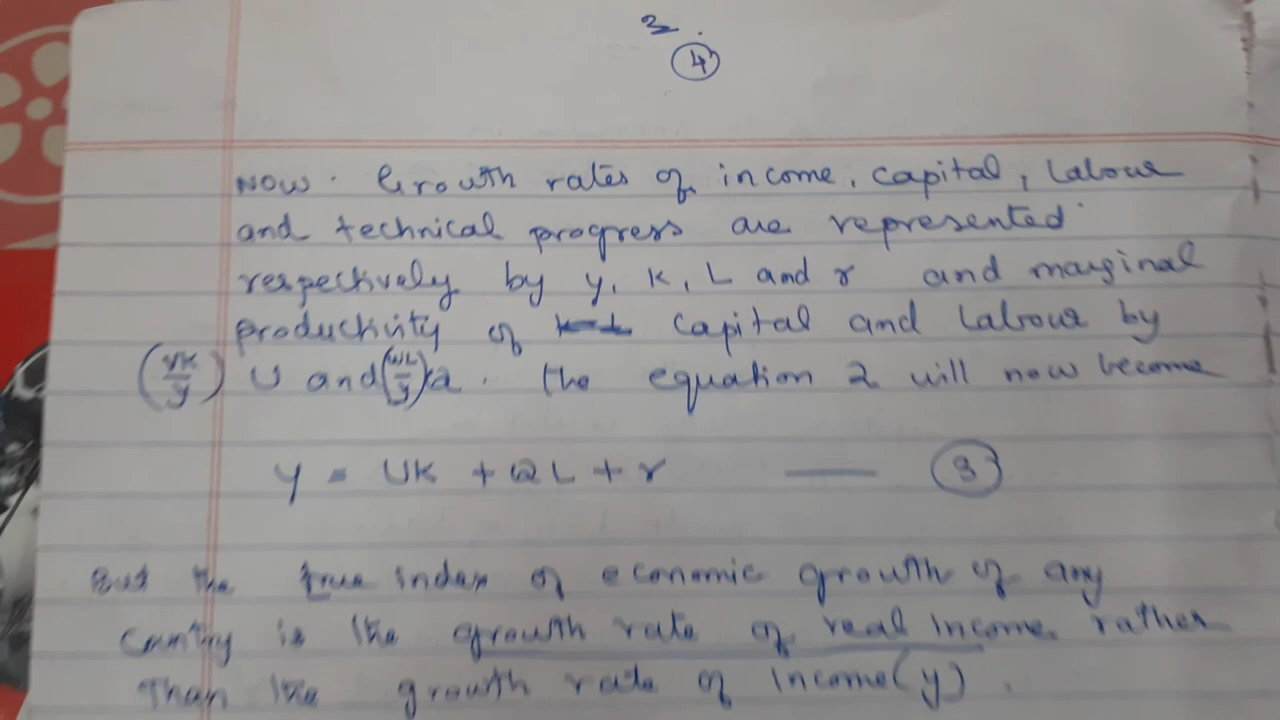 3.
4
NOW. Growth rates of income, capital, Labour
and technical progress are represented
respectively by y, K, L and r and marginal
productivity of K L Capital and Labour by
(VK/y) U and (WL/y) Q. The equation 2 will now become
y = UK + QL + r — 3
But the true index of economic growth of any
Country is the growth rate of real income rather
than the growth rate of income (y).